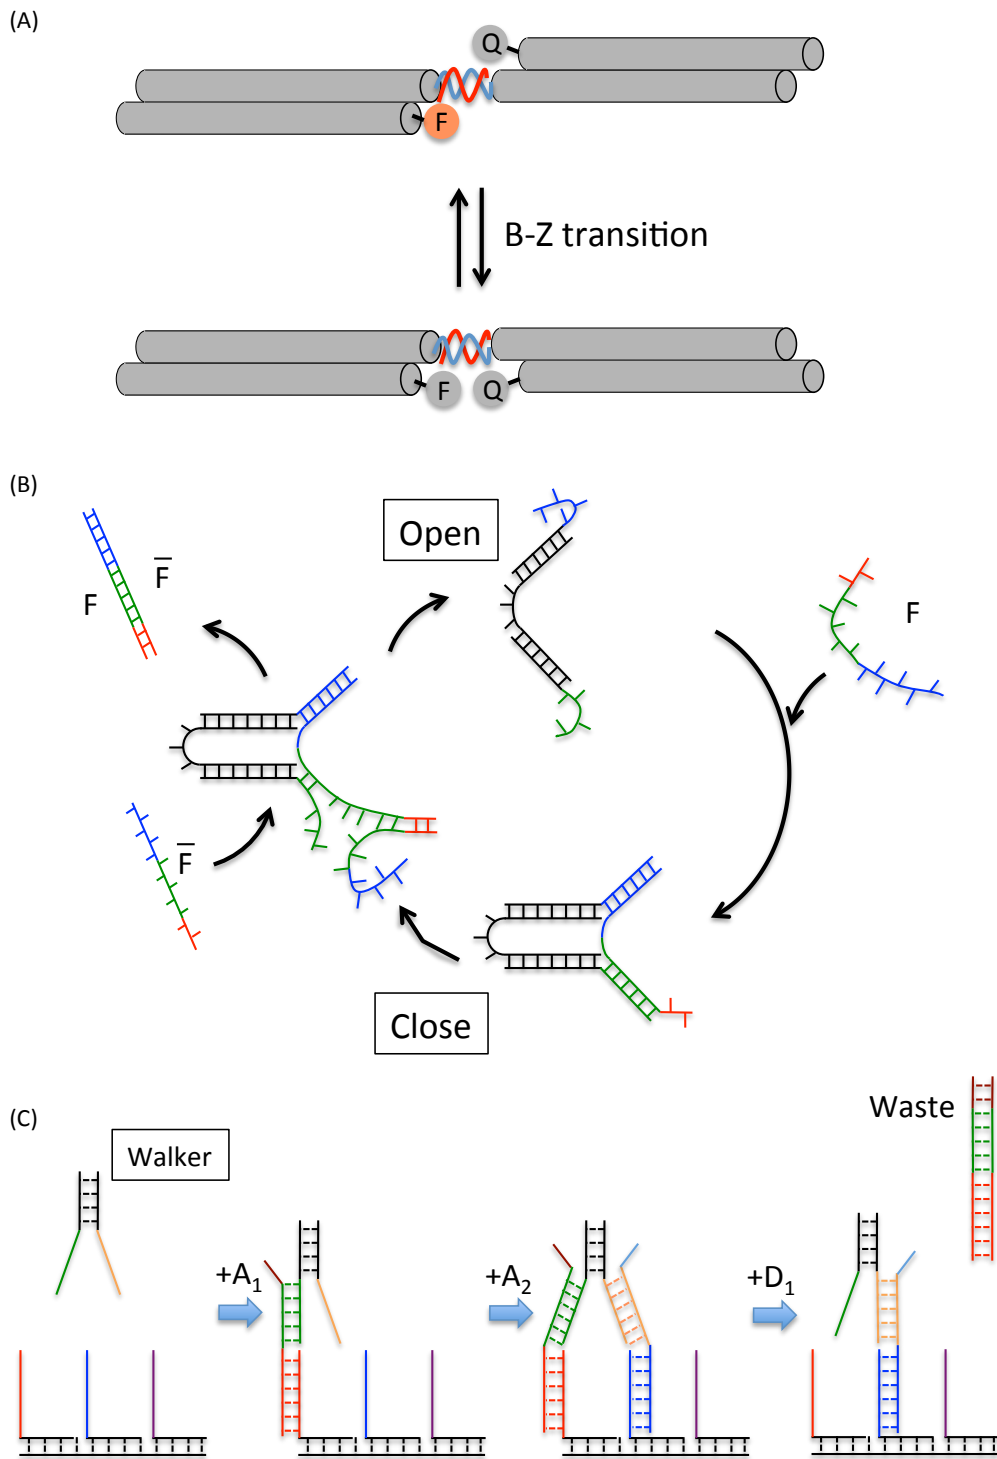 (A)
Q
F
B-Z transition
F
Q
(B)
Open
F̅
F
F
F̅
Close
(C)
Waste
Walker
+A₁
+A₂
+D₁